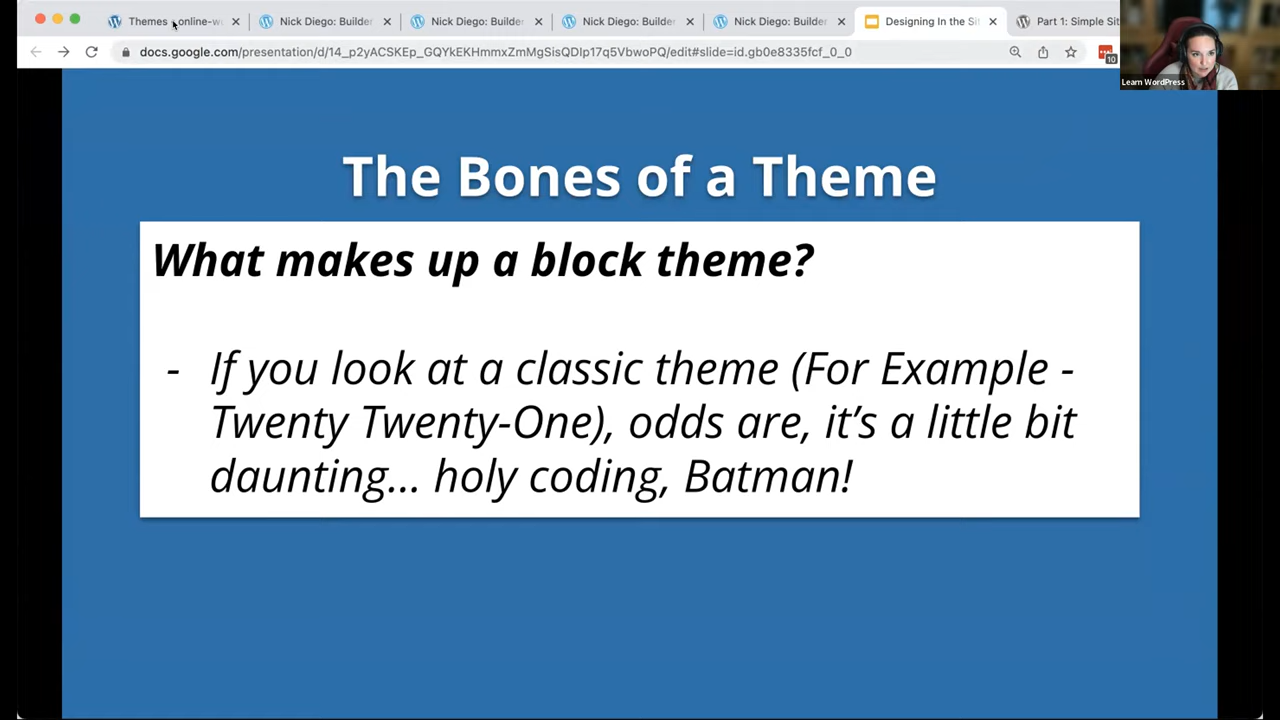 Themes ‹ online-w
Nick Diego: Builder
Nick Diego: Builder
Nick Diego: Builder
Nick Diego: Builder
Designing In the Si
Part 1: Simple Sit
docs.google.com/presentation/d/14_p2yACSKEp_GQYkEKHmmxZmMgSisQDlp17q5VbwoPQ/edit#slide=id.gb0e8335fcf_0_0
10
Learn WordPress
The Bones of a Theme
What makes up a block theme?
- If you look at a classic theme (For Example -
Twenty Twenty-One), odds are, it’s a little bit
daunting... holy coding, Batman!